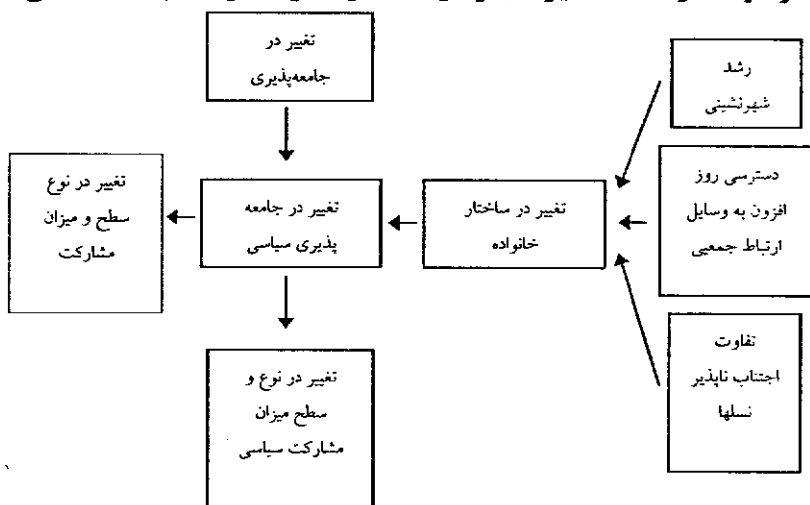 تغییر در
جامعه‌پذیری
رشد
شهرنشینی
دسترسی روز
افزون به وسایل
ارتباط جمعیی
تفاوت
اجتناب ناپذیر
نسلها
تغییر در ساختار
خانواده
تغییر در جامعه
پذیری سیاسی
تغییر در نوع
سطح و میزان
مشارکت
تغییر در نوع و
سطح میزان
مشارکت سیاسی